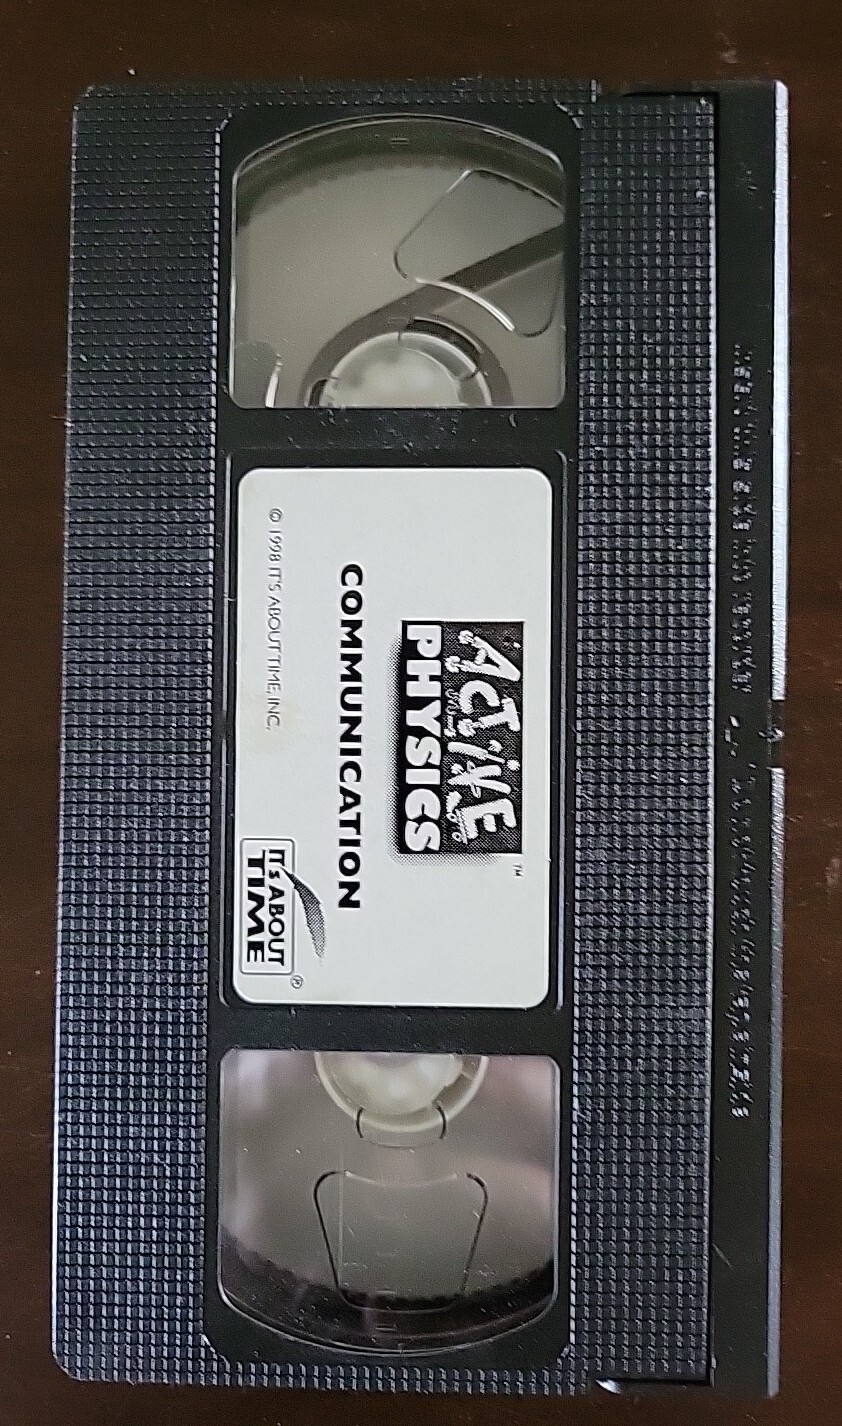 ACTIVE
PHYSICS
™
COMMUNICATION
© 1998 IT'S ABOUT TIME, INC.
IT'S ABOUT
TIME
®